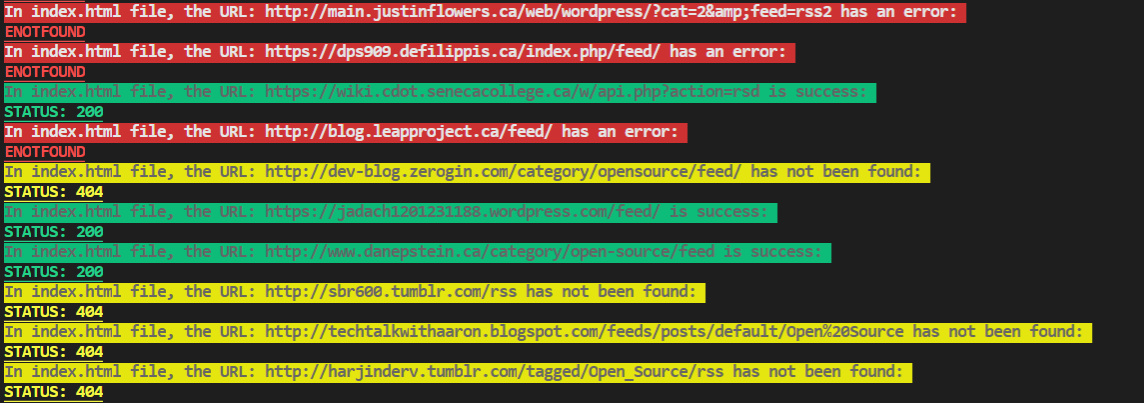 In index.html file, the URL: http://main.justinflowers.ca/web/wordpress/?cat=2&amp;feed=rss2 has an error:
ENOTFOUND
In index.html file, the URL: https://dps909.defilippis.ca/index.php/feed/ has an error:
ENOTFOUND
In index.html file, the URL: https://wiki.cdot.senecacollege.ca/w/api.php?action=rsd is success:
STATUS: 200
In index.html file, the URL: http://blog.leapproject.ca/feed/ has an error:
ENOTFOUND
In index.html file, the URL: http://dev-blog.zerogin.com/category/opensource/feed/ has not been found:
STATUS: 404
In index.html file, the URL: https://jadach1201231188.wordpress.com/feed/ is success:
STATUS: 200
In index.html file, the URL: http://www.danepstein.ca/category/open-source/feed is success:
STATUS: 200
In index.html file, the URL: http://sbr600.tumblr.com/rss has not been found:
STATUS: 404
In index.html file, the URL: http://techtalkwithaaron.blogspot.com/feeds/posts/default/Open%20Source has not been found:
STATUS: 404
In index.html file, the URL: http://harjinderv.tumblr.com/tagged/Open_Source/rss has not been found:
STATUS: 404